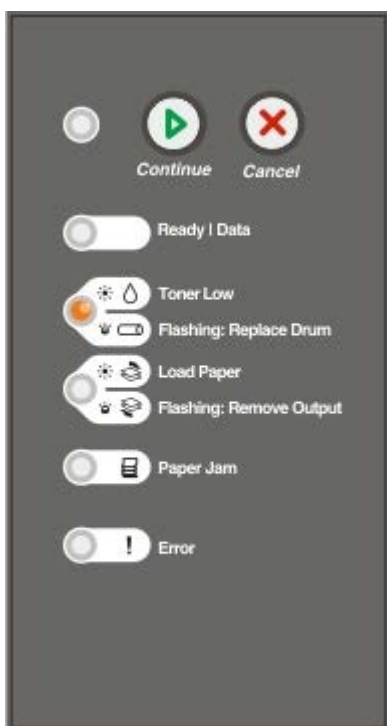 Continue Cancel
Ready | Data
Toner Low
Flashing: Replace Drum
Load Paper
Flashing: Remove Output
Paper Jam
! Error